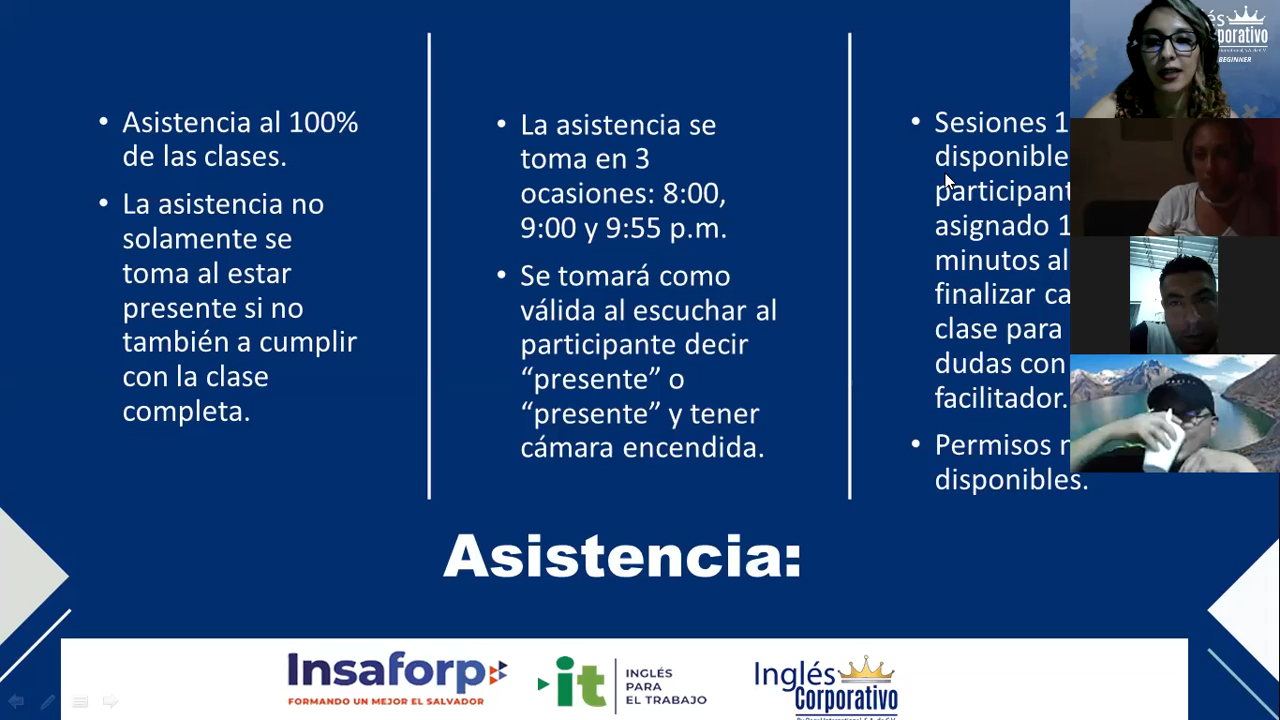 • Asistencia al 100%
de las clases.
• La asistencia no
solamente se
toma al estar
presente si no
también a cumplir
con la clase
completa.
• La asistencia se
toma en 3
ocasiones: 8:00,
9:00 y 9:55 p.m.
• Se tomará como
válida al escuchar al
participante decir
“presente” o
“presente” y tener
cámara encendida.
• Sesiones 1
disponible
participant
asignado 1
minutos al
finalizar ca
clase para
dudas con
facilitador.
• Permisos
disponibles.
Asistencia:
Insaforp
FORMANDO UN MEJOR EL SALVADOR
it
INGLÉS
PARA
EL TRABAJO
Inglés
Corporativo
és
porativo
BEGINNER